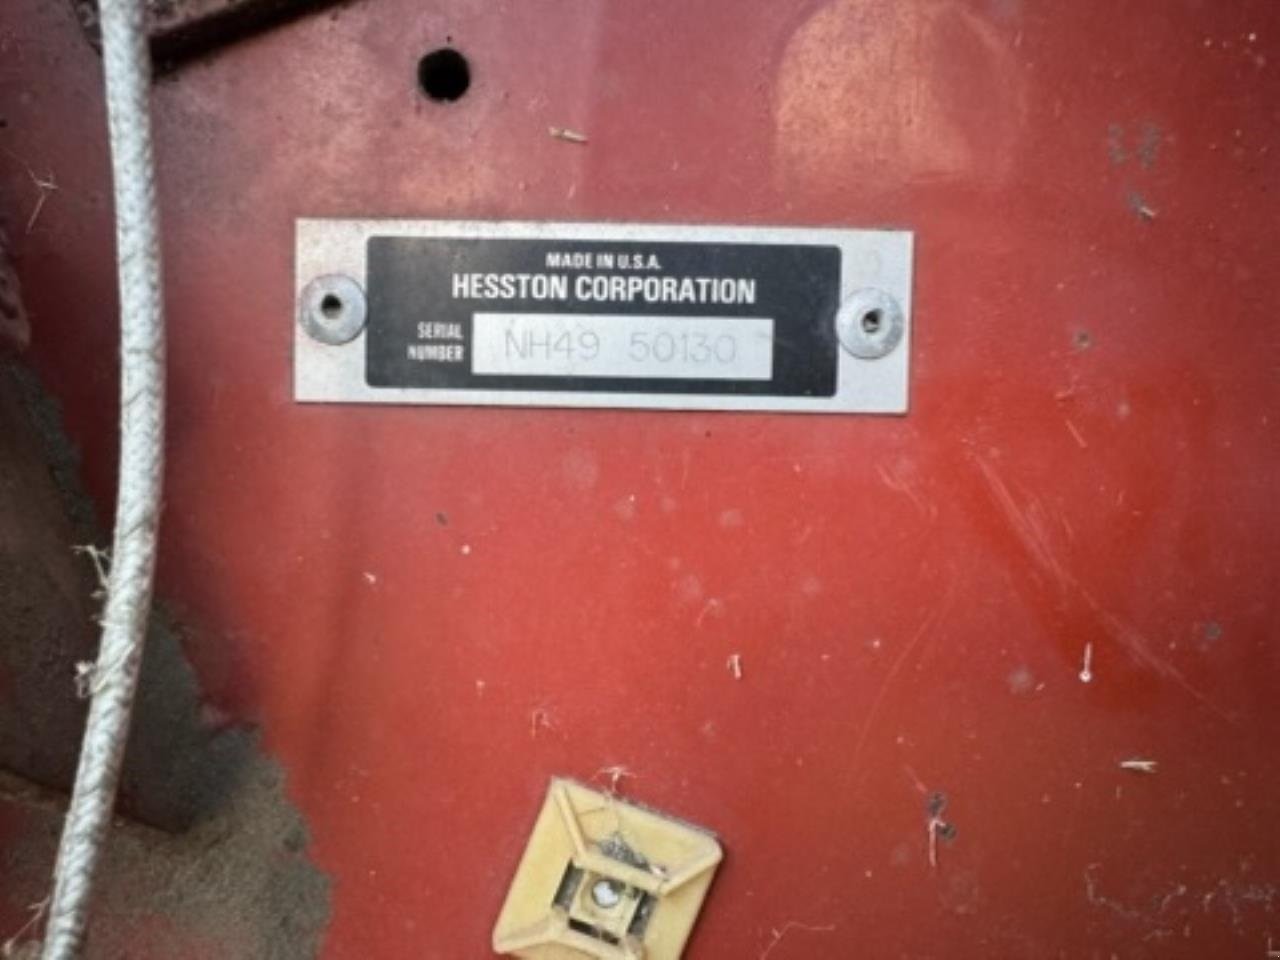 MADE IN U.S.A.
HESSTON CORPORATION
SERIAL NUMBER
NH49 50130